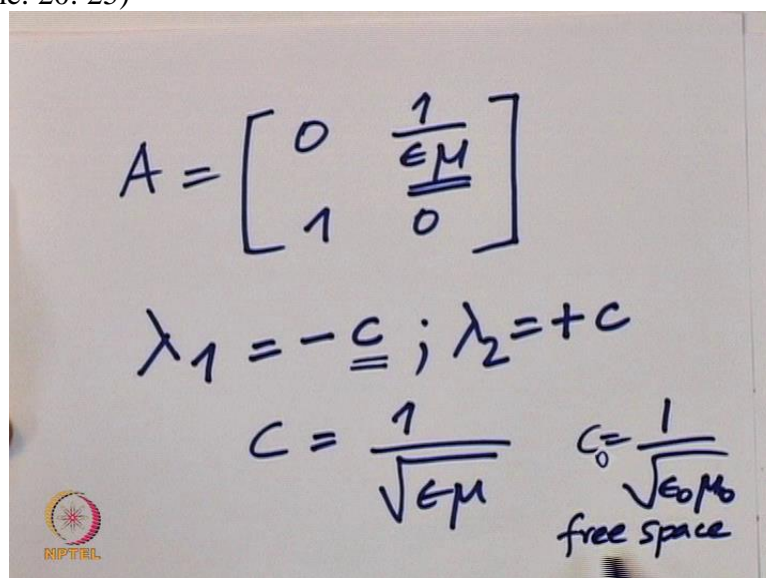 A = [ 0 1/εμ
1 0 ]
λ1 = - c ; λ2 = + c
c = 1/√εμ c0 = 1/√ε0μ0
free space
NPTEL